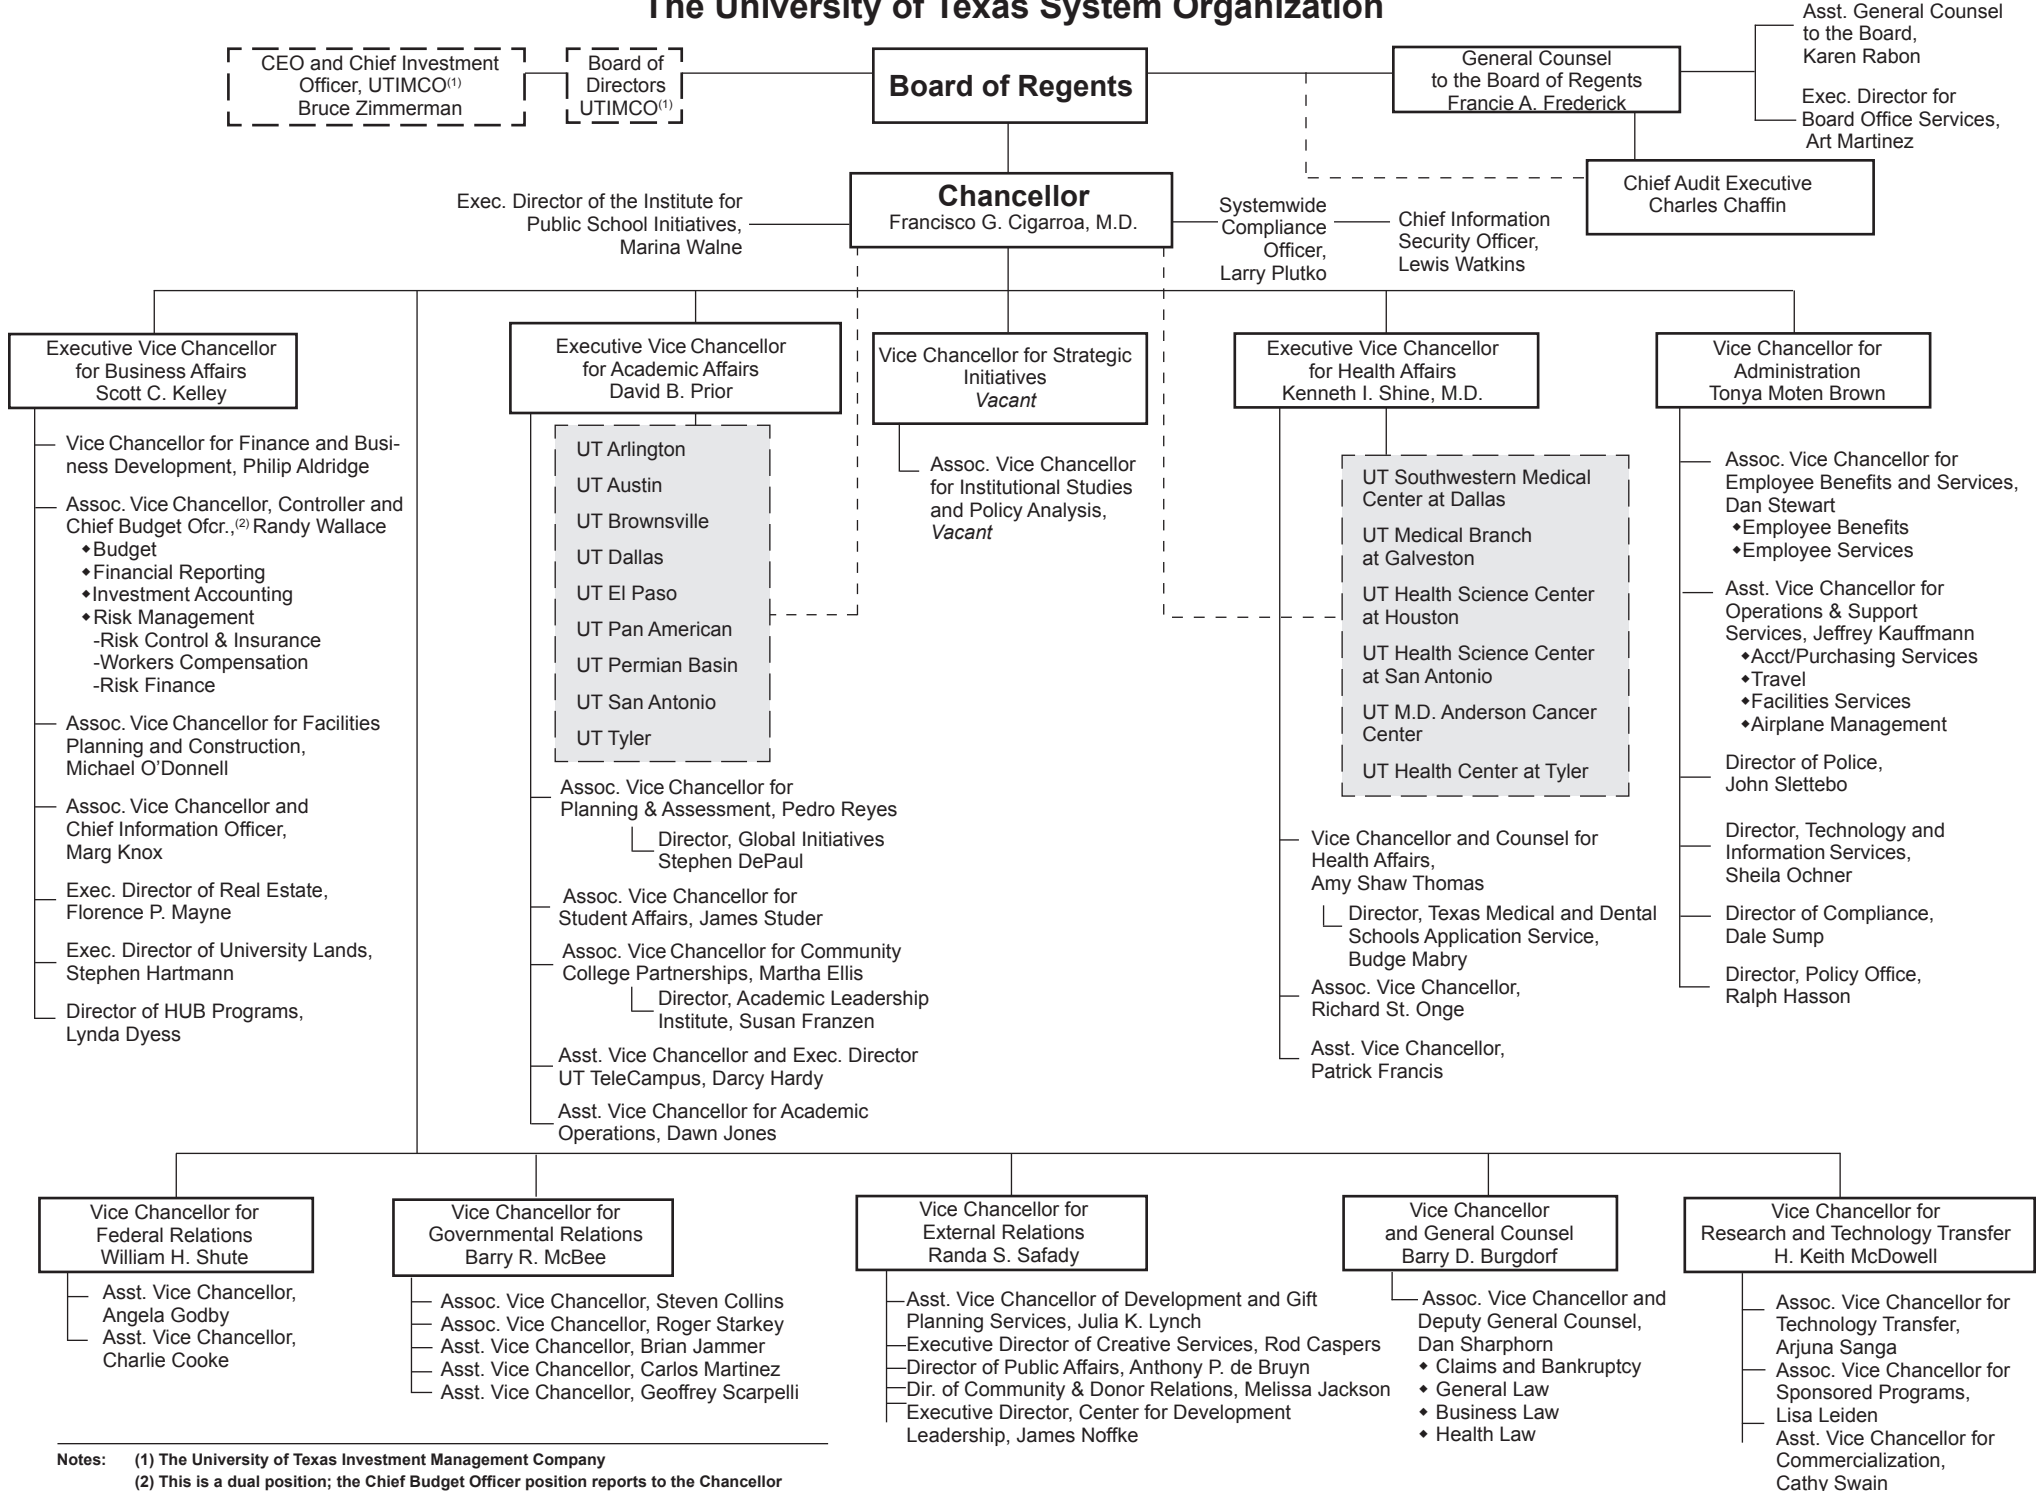 The University of Texas System Organization
CEO and Chief Investment
Officer, UTIMCO(1)
Bruce Zimmerman
Board of
Directors
UTIMCO(1)
Board of Regents
General Counsel
to the Board of Regents
Francie A. Frederick
Asst. General Counsel
to the Board,
Karen Rabon
Exec. Director for
Board Office Services,
Art Martinez
Chief Audit Executive
Charles Chaffin
Exec. Director of the Institute for
Public School Initiatives,
Marina Walne
Chancellor
Francisco G. Cigarroa, M.D.
Systemwide
Compliance
Officer,
Larry Plutko
Chief Information
Security Officer,
Lewis Watkins
Executive Vice Chancellor
for Business Affairs
Scott C. Kelley
Vice Chancellor for Finance and Busi-
ness Development, Philip Aldridge
Assoc. Vice Chancellor, Controller and
Chief Budget Ofcr.,(2) Randy Wallace
◆Budget
◆Financial Reporting
◆Investment Accounting
◆Risk Management
-Risk Control & Insurance
-Workers Compensation
-Risk Finance
Assoc. Vice Chancellor for Facilities
Planning and Construction,
Michael O’Donnell
Assoc. Vice Chancellor and
Chief Information Officer,
Marg Knox
Exec. Director of Real Estate,
Florence P. Mayne
Exec. Director of University Lands,
Stephen Hartmann
Director of HUB Programs,
Lynda Dyess
Executive Vice Chancellor
for Academic Affairs
David B. Prior
UT Arlington
UT Austin
UT Brownsville
UT Dallas
UT El Paso
UT Pan American
UT Permian Basin
UT San Antonio
UT Tyler
Assoc. Vice Chancellor for
Planning & Assessment, Pedro Reyes
Director, Global Initiatives
Stephen DePaul
Assoc. Vice Chancellor for
Student Affairs, James Studer
Assoc. Vice Chancellor for Community
College Partnerships, Martha Ellis
Director, Academic Leadership
Institute, Susan Franzen
Asst. Vice Chancellor and Exec. Director
UT TeleCampus, Darcy Hardy
Asst. Vice Chancellor for Academic
Operations, Dawn Jones
Vice Chancellor for Strategic
Initiatives
Vacant
Assoc. Vice Chancellor
for Institutional Studies
and Policy Analysis,
Vacant
Executive Vice Chancellor
for Health Affairs
Kenneth I. Shine, M.D.
UT Southwestern Medical
Center at Dallas
UT Medical Branch
at Galveston
UT Health Science Center
at Houston
UT Health Science Center
at San Antonio
UT M.D. Anderson Cancer
Center
UT Health Center at Tyler
Vice Chancellor and Counsel for
Health Affairs,
Amy Shaw Thomas
Director, Texas Medical and Dental
Schools Application Service,
Budge Mabry
Assoc. Vice Chancellor,
Richard St. Onge
Asst. Vice Chancellor,
Patrick Francis
Vice Chancellor for
Administration
Tonya Moten Brown
Assoc. Vice Chancellor for
Employee Benefits and Services,
Dan Stewart
◆Employee Benefits
◆Employee Services
Asst. Vice Chancellor for
Operations & Support
Services, Jeffrey Kauffmann
◆Acct/Purchasing Services
◆Travel
◆Facilities Services
◆Airplane Management
Director of Police,
John Slettebo
Director, Technology and
Information Services,
Sheila Ochner
Director of Compliance,
Dale Sump
Director, Policy Office,
Ralph Hasson
Vice Chancellor for
Federal Relations
William H. Shute
Asst. Vice Chancellor,
Angela Godby
Asst. Vice Chancellor,
Charlie Cooke
Vice Chancellor for
Governmental Relations
Barry R. McBee
Assoc. Vice Chancellor, Steven Collins
Assoc. Vice Chancellor, Roger Starkey
Asst. Vice Chancellor, Brian Jammer
Asst. Vice Chancellor, Carlos Martinez
Asst. Vice Chancellor, Geoffrey Scarpelli
Vice Chancellor for
External Relations
Randa S. Safady
Asst. Vice Chancellor of Development and Gift
Planning Services, Julia K. Lynch
Executive Director of Creative Services, Rod Caspers
Director of Public Affairs, Anthony P. de Bruyn
Dir. of Community & Donor Relations, Melissa Jackson
Executive Director, Center for Development
Leadership, James Noffke
Vice Chancellor
and General Counsel
Barry D. Burgdorf
Assoc. Vice Chancellor and
Deputy General Counsel,
Dan Sharphorn
◆ Claims and Bankruptcy
◆ General Law
◆ Business Law
◆ Health Law
Vice Chancellor for
Research and Technology Transfer
H. Keith McDowell
Assoc. Vice Chancellor for
Technology Transfer,
Arjuna Sanga
Assoc. Vice Chancellor for
Sponsored Programs,
Lisa Leiden
Asst. Vice Chancellor for
Commercialization,
Cathy Swain
Notes: (1) The University of Texas Investment Management Company
(2) This is a dual position; the Chief Budget Officer position reports to the Chancellor